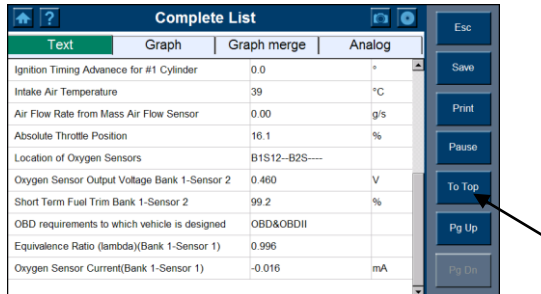 ? Complete List
Text Graph Graph merge Analog
Ignition Timing Advanece for #1 Cylinder 0.0 °
Intake Air Temperature 39 °C
Air Flow Rate from Mass Air Flow Sensor 0.00 g/s
Absolute Throttle Position 16.1 %
Location of Oxygen Sensors B1S12--B2S----
Oxygen Sensor Output Voltage Bank 1-Sensor 2 0.460 V
Short Term Fuel Trim Bank 1-Sensor 2 99.2 %
OBD requirements to which vehicle is designed OBD&OBDII
Equivalence Ratio (lambda)(Bank 1-Sensor 1) 0.996
Oxygen Sensor Current(Bank 1-Sensor 1) -0.016 mA
Esc
Save
Print
Pause
To Top
Pg Up
Pg Dn